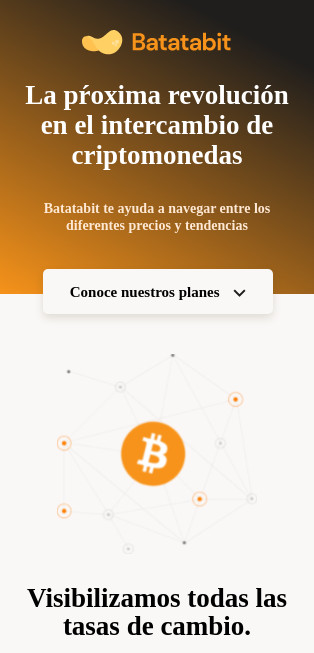 Batatabit
La pŕoxima revolución
en el intercambio de
criptomonedas
Batatabit te ayuda a navegar entre los
diferentes precios y tendencias
Conoce nuestros planes
Visibilizamos todas las
tasas de cambio.